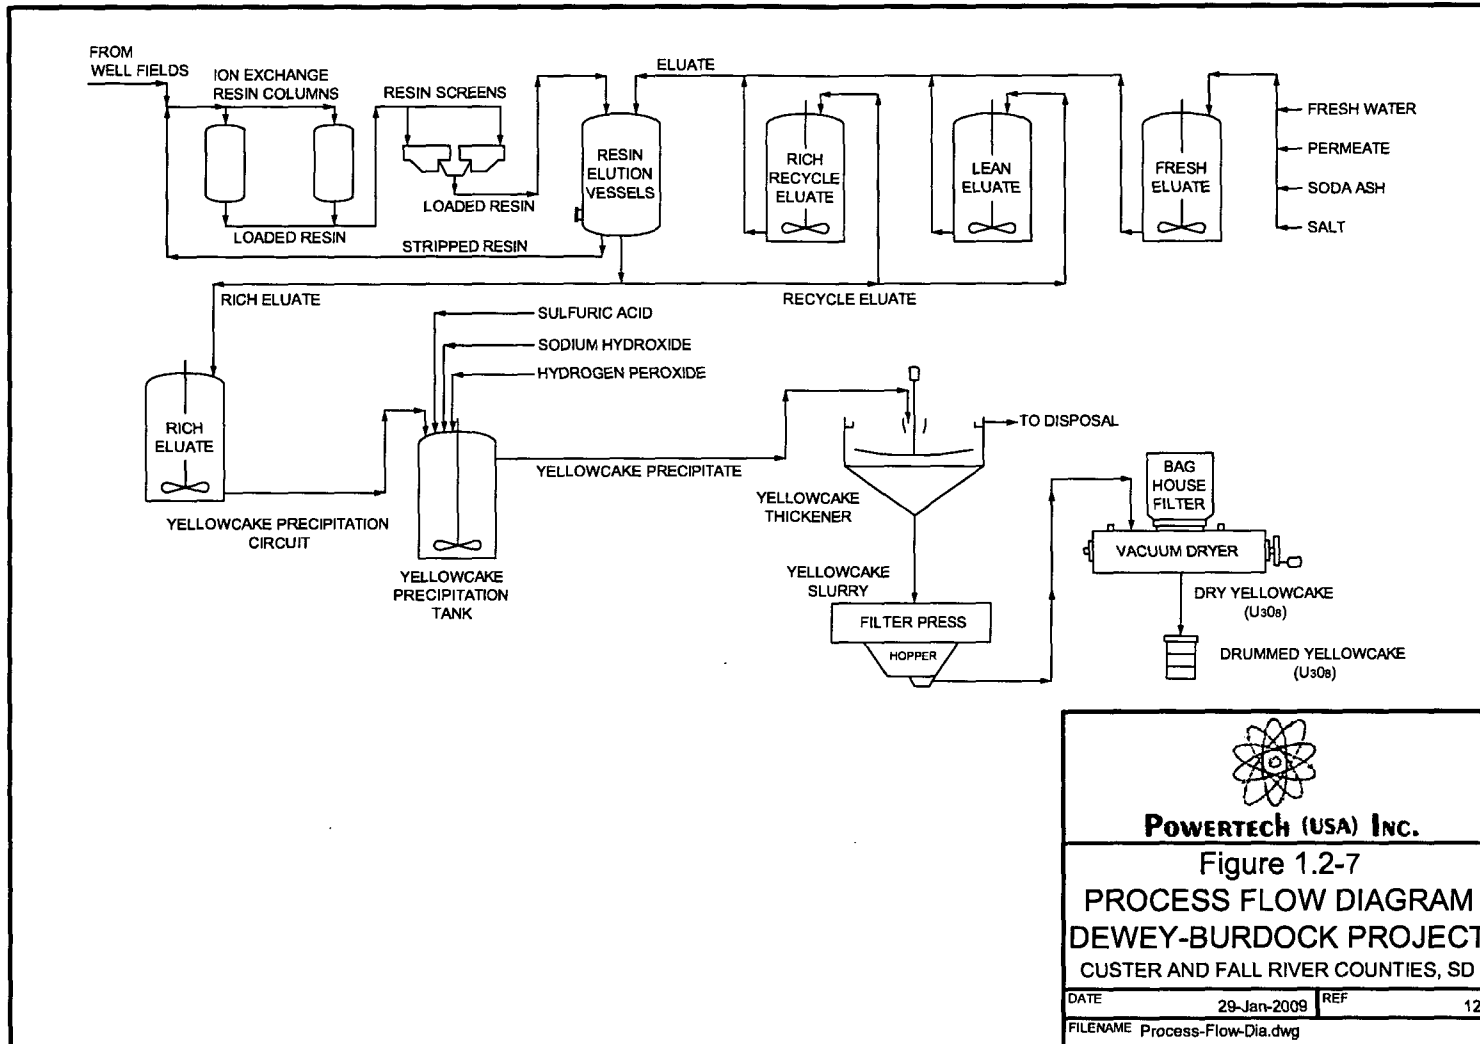 FROM
WELL FIELDS
ION EXCHANGE
RESIN COLUMNS
RESIN SCREENS
ELUATE
LOADED RESIN
LOADED RESIN
STRIPPED RESIN
RESIN
ELUTION
VESSELS
RICH
RECYCLE
ELUATE
LEAN
ELUATE
FRESH
ELUATE
FRESH WATER
PERMEATE
SODA ASH
SALT
RICH ELUATE
RECYCLE ELUATE
SULFURIC ACID
SODIUM HYDROXIDE
HYDROGEN PEROXIDE
RICH
ELUATE
YELLOWCAKE PRECIPITATION
CIRCUIT
YELLOWCAKE
PRECIPITATION
TANK
YELLOWCAKE PRECIPITATE
TO DISPOSAL
YELLOWCAKE
THICKENER
YELLOWCAKE
SLURRY
FILTER PRESS
HOPPER
BAG
HOUSE
FILTER
VACUUM DRYER
DRY YELLOWCAKE
(U3O8)
DRUMMED YELLOWCAKE
(U3O8)
POWERTECH (USA) INC.
Figure 1.2-7
PROCESS FLOW DIAGRAM
DEWEY-BURDOCK PROJECT
CUSTER AND FALL RIVER COUNTIES, SD
DATE 29-Jan-2009 REF 12
FILENAME Process-Flow-Dia.dwg